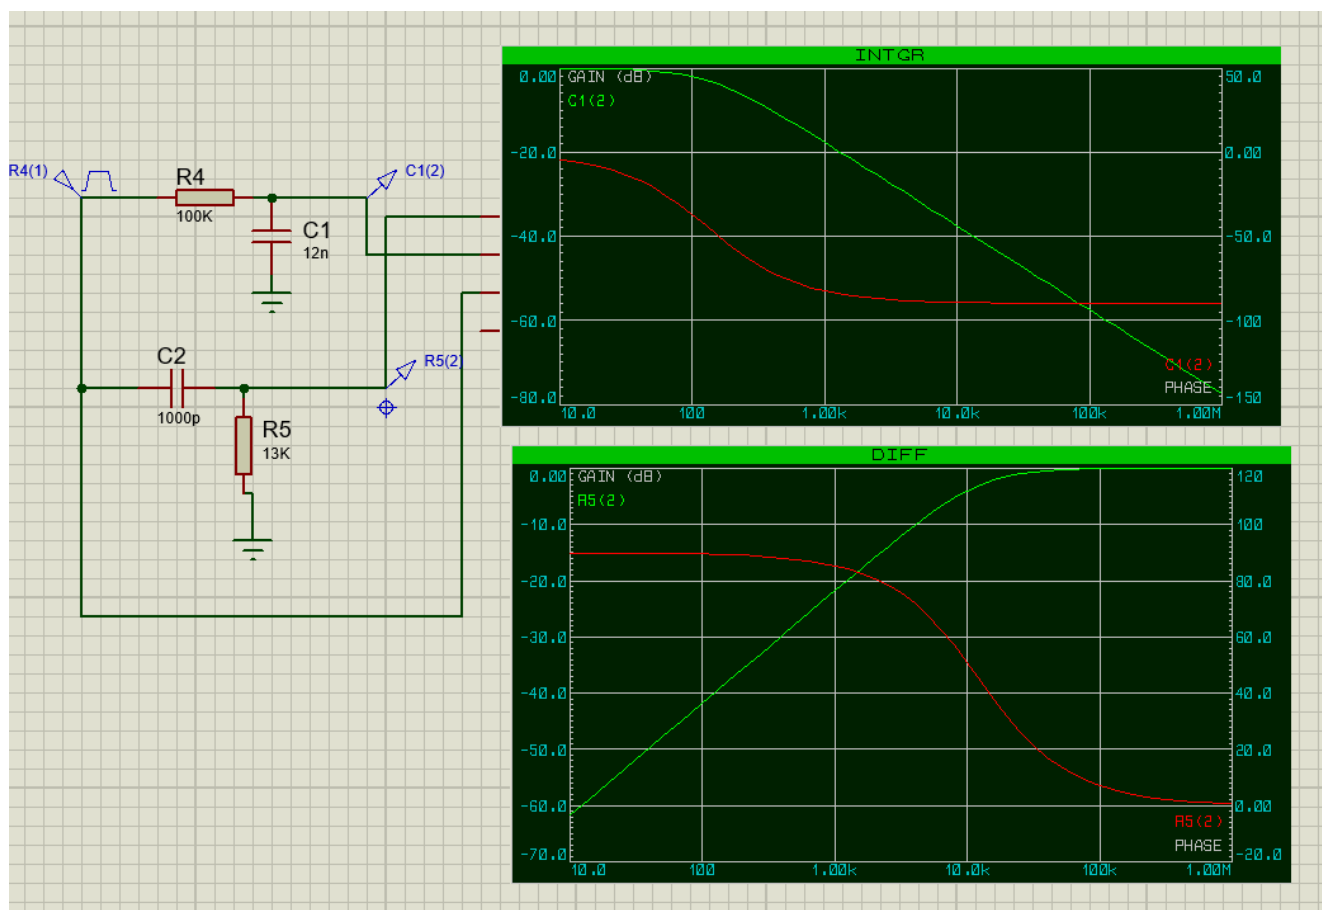 R4(1)
R4
100K
C1(2)
C1
12n
C2
1000p
R5(2)
R5
13K
INTGR
0.00
GAIN (dB)
50.0
C1(2)
-20.0
0.00
-40.0
-50.0
-60.0
-100
C1(2)
PHASE
-80.0
-150
10.0
100
1.00k
10.0k
100k
1.00M
DIFF
0.00
GAIN (dB)
120
R5(2)
-10.0
100
-20.0
80.0
-30.0
60.0
-40.0
40.0
-50.0
20.0
-60.0
0.00
R5(2)
PHASE
-70.0
-20.0
10.0
100
1.00k
10.0k
100k
1.00M